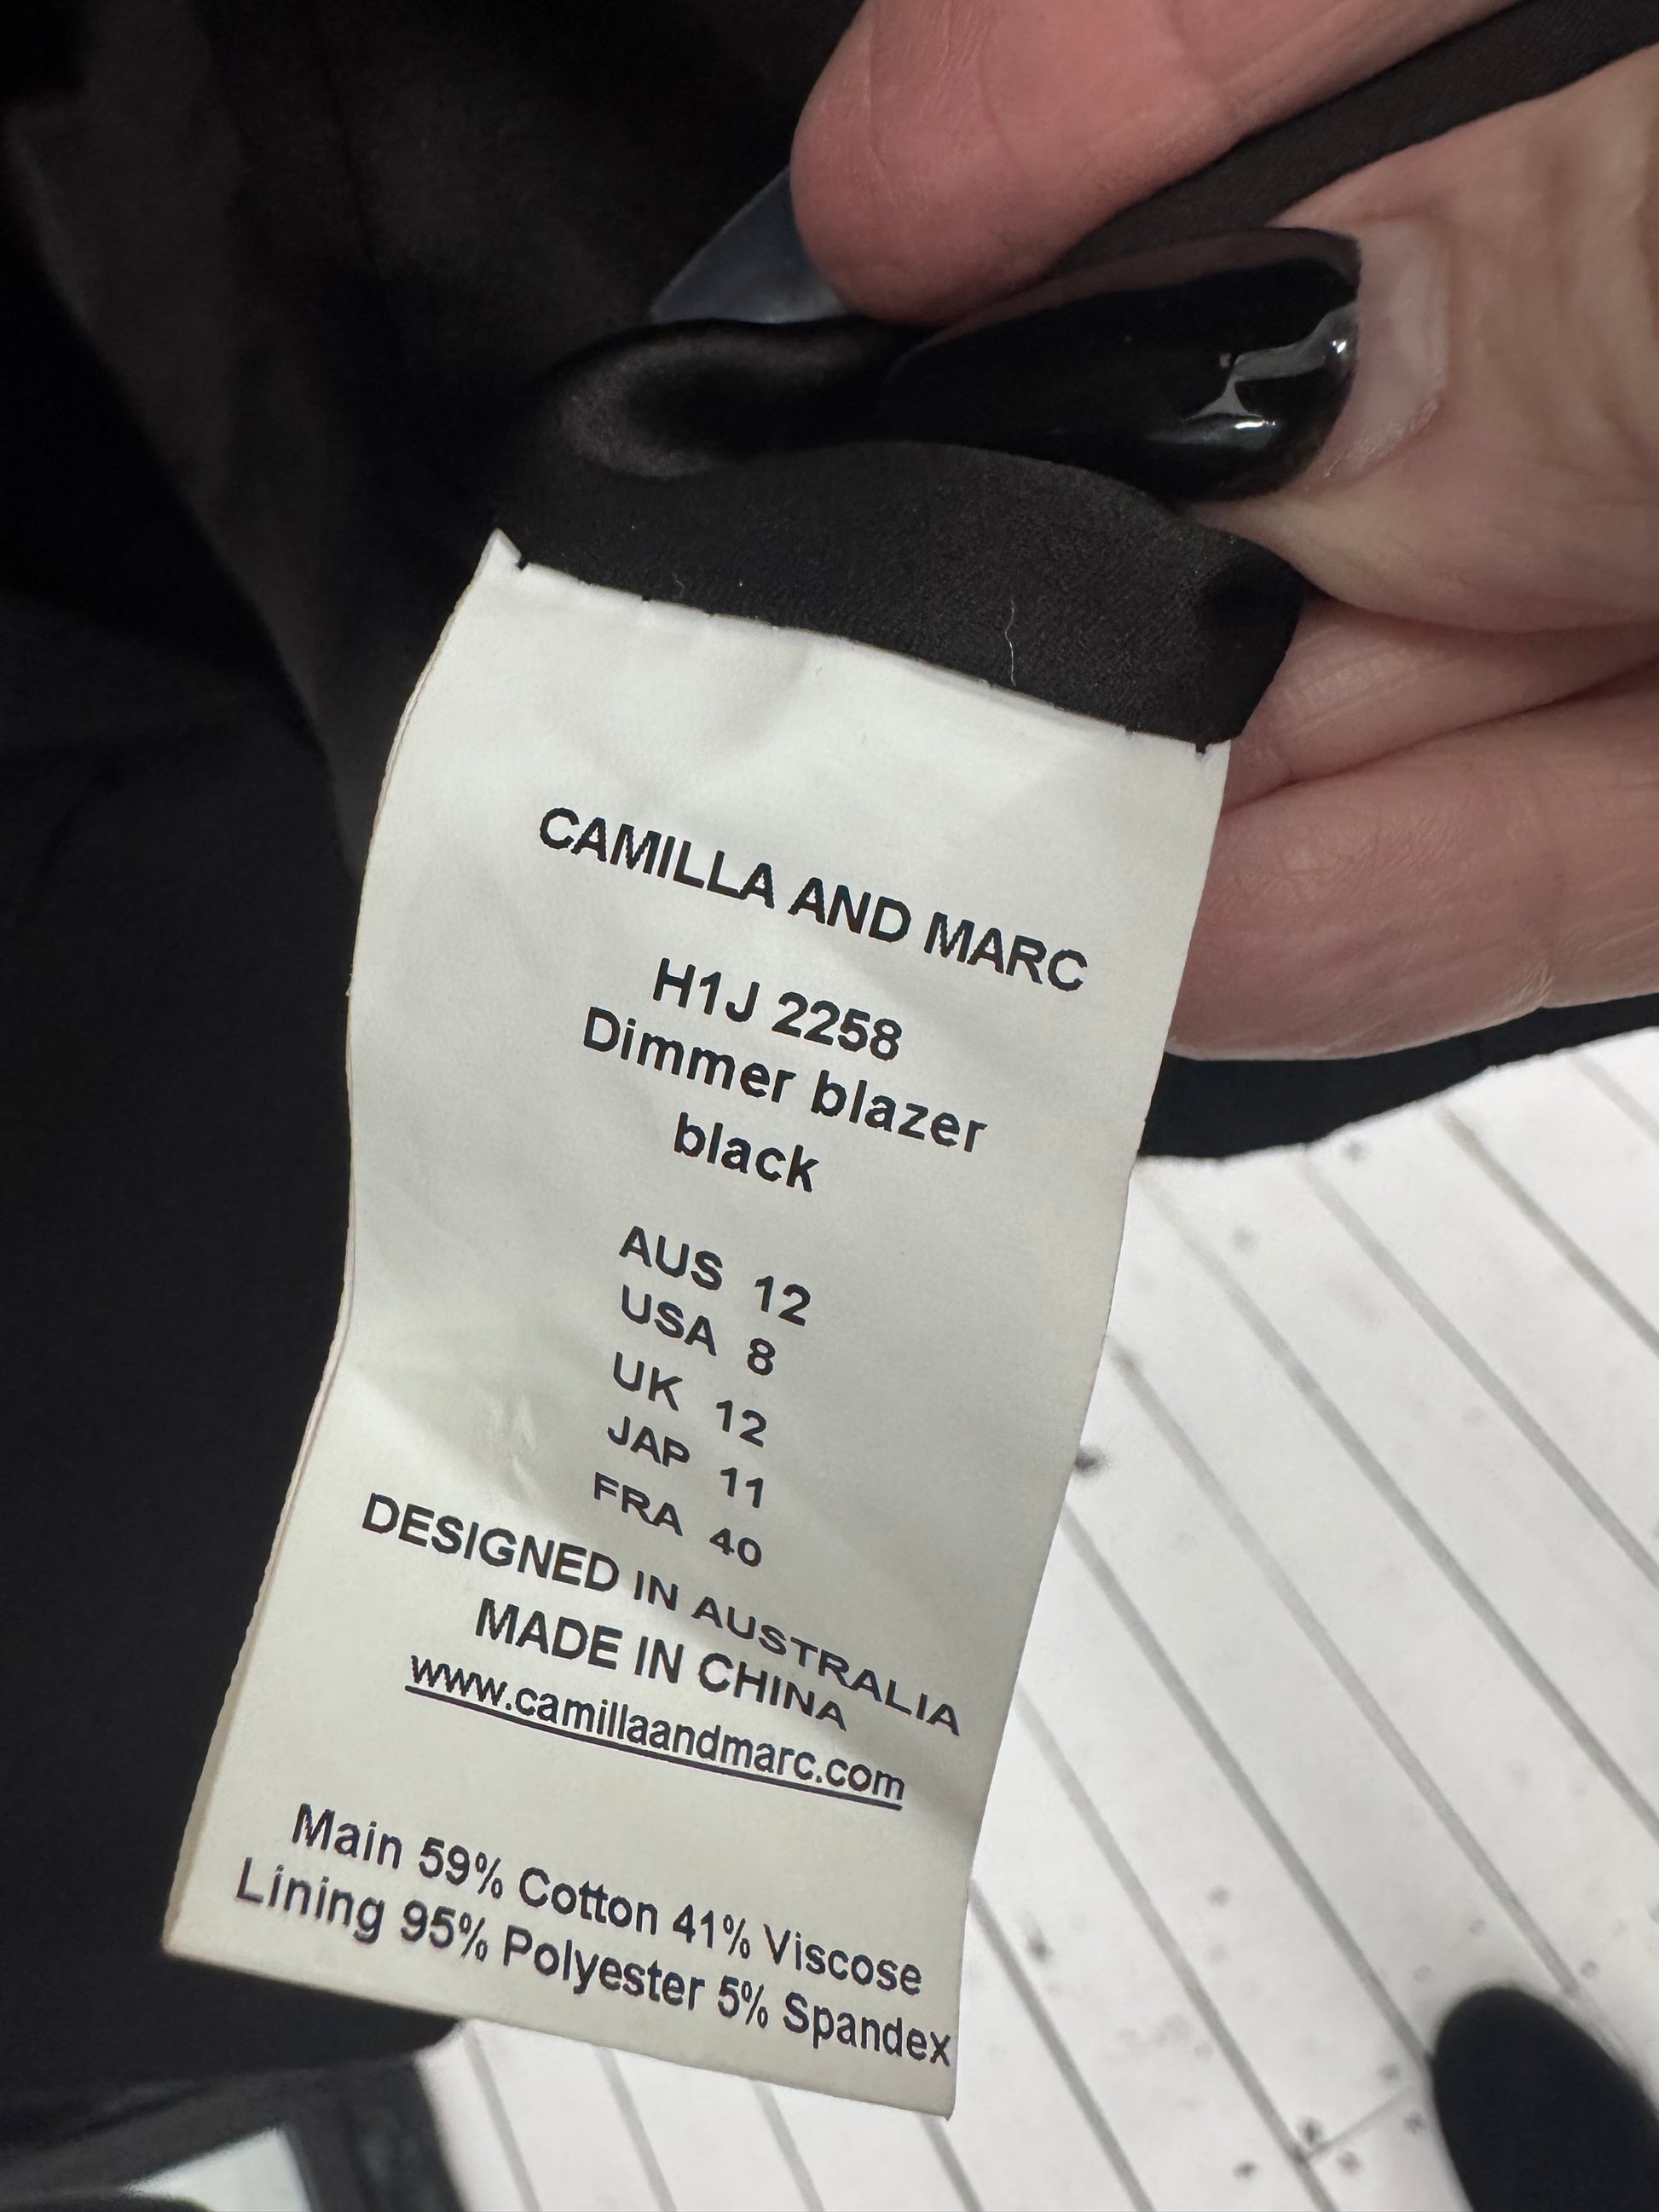 CAMILLA AND MARC
H1J 2258
Dimmer blazer
black
AUS 12
USA 8
UK 12
JAP 11
FRA 40
DESIGNED IN AUSTRALIA
MADE IN CHINA
www.camillaandmarc.com
Main 59% Cotton 41% Viscose
Lining 95% Polyester 5% Spandex